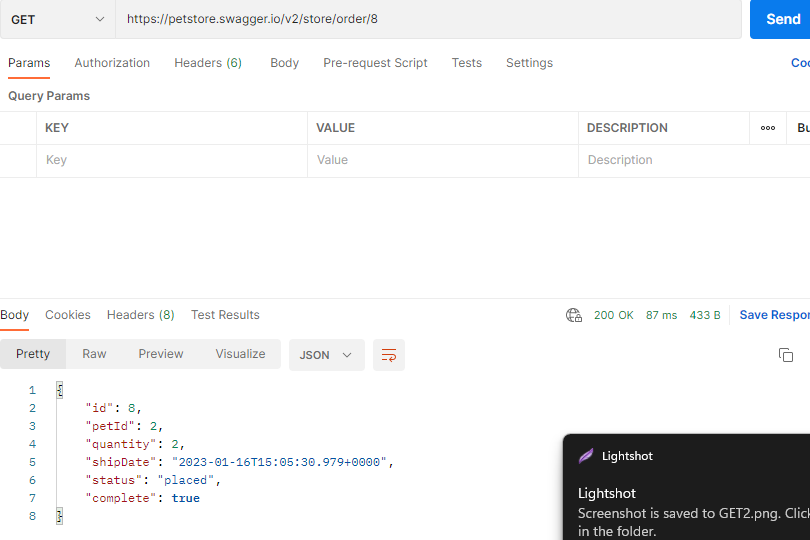 GET https://petstore.swagger.io/v2/store/order/8 Send
Params Authorization Headers (6) Body Pre-request Script Tests Settings Coo
Query Params
KEY VALUE DESCRIPTION ooo Bu
Key Value Description
Body Cookies Headers (8) Test Results 200 OK 87 ms 433 B Save Respor
Pretty Raw Preview Visualize JSON
1 {
2 "id": 8,
3 "petId": 2,
4 "quantity": 2,
5 "shipDate": "2023-01-16T15:05:30.979+0000",
6 "status": "placed",
7 "complete": true
8 }
Lightshot
Lightshot
Screenshot is saved to GET2.png. Click
in the folder.